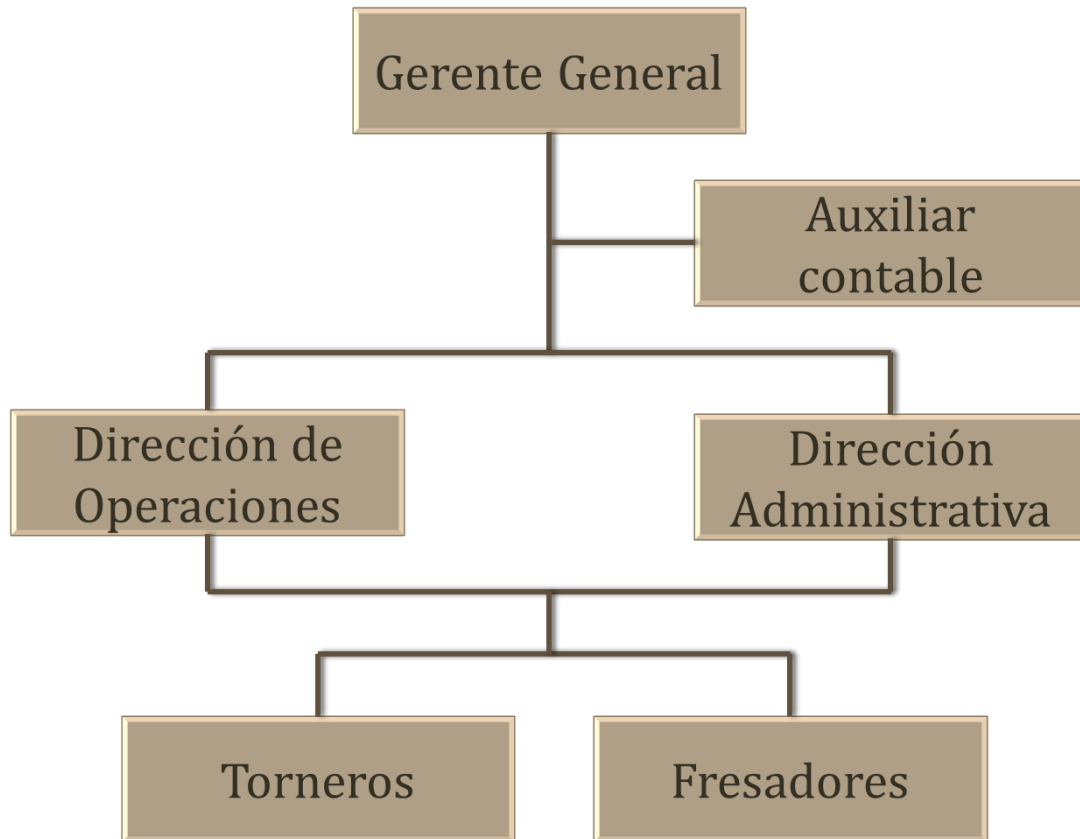 Gerente General
Auxiliar
contable
Dirección de
Operaciones
Dirección
Administrativa
Torneros
Fresadores